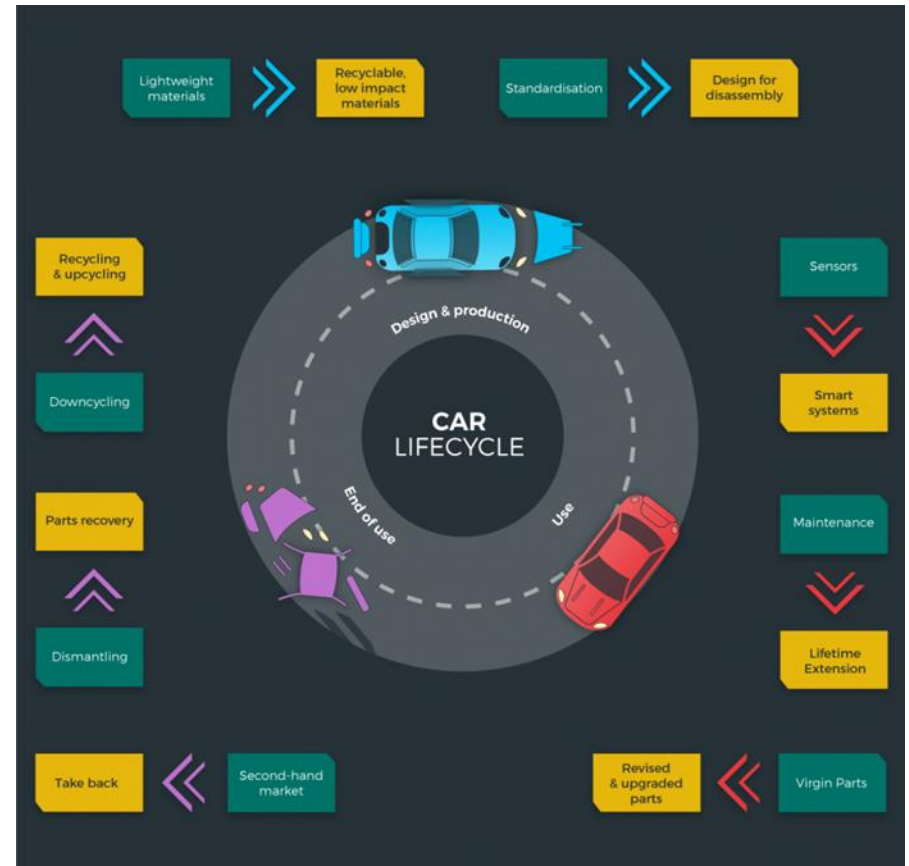 Lightweight
materials
Recyclable,
low impact
materials
Standardisation
Design for
disassembly
Recycling
& upcycling
Sensors
Design & production
Downcycling
Smart
systems
CAR
LIFECYCLE
Parts recovery
End of use
Use
Maintenance
Dismantling
Lifetime
Extension
Take back
Second-hand
market
Revised
& upgraded
parts
Virgin Parts